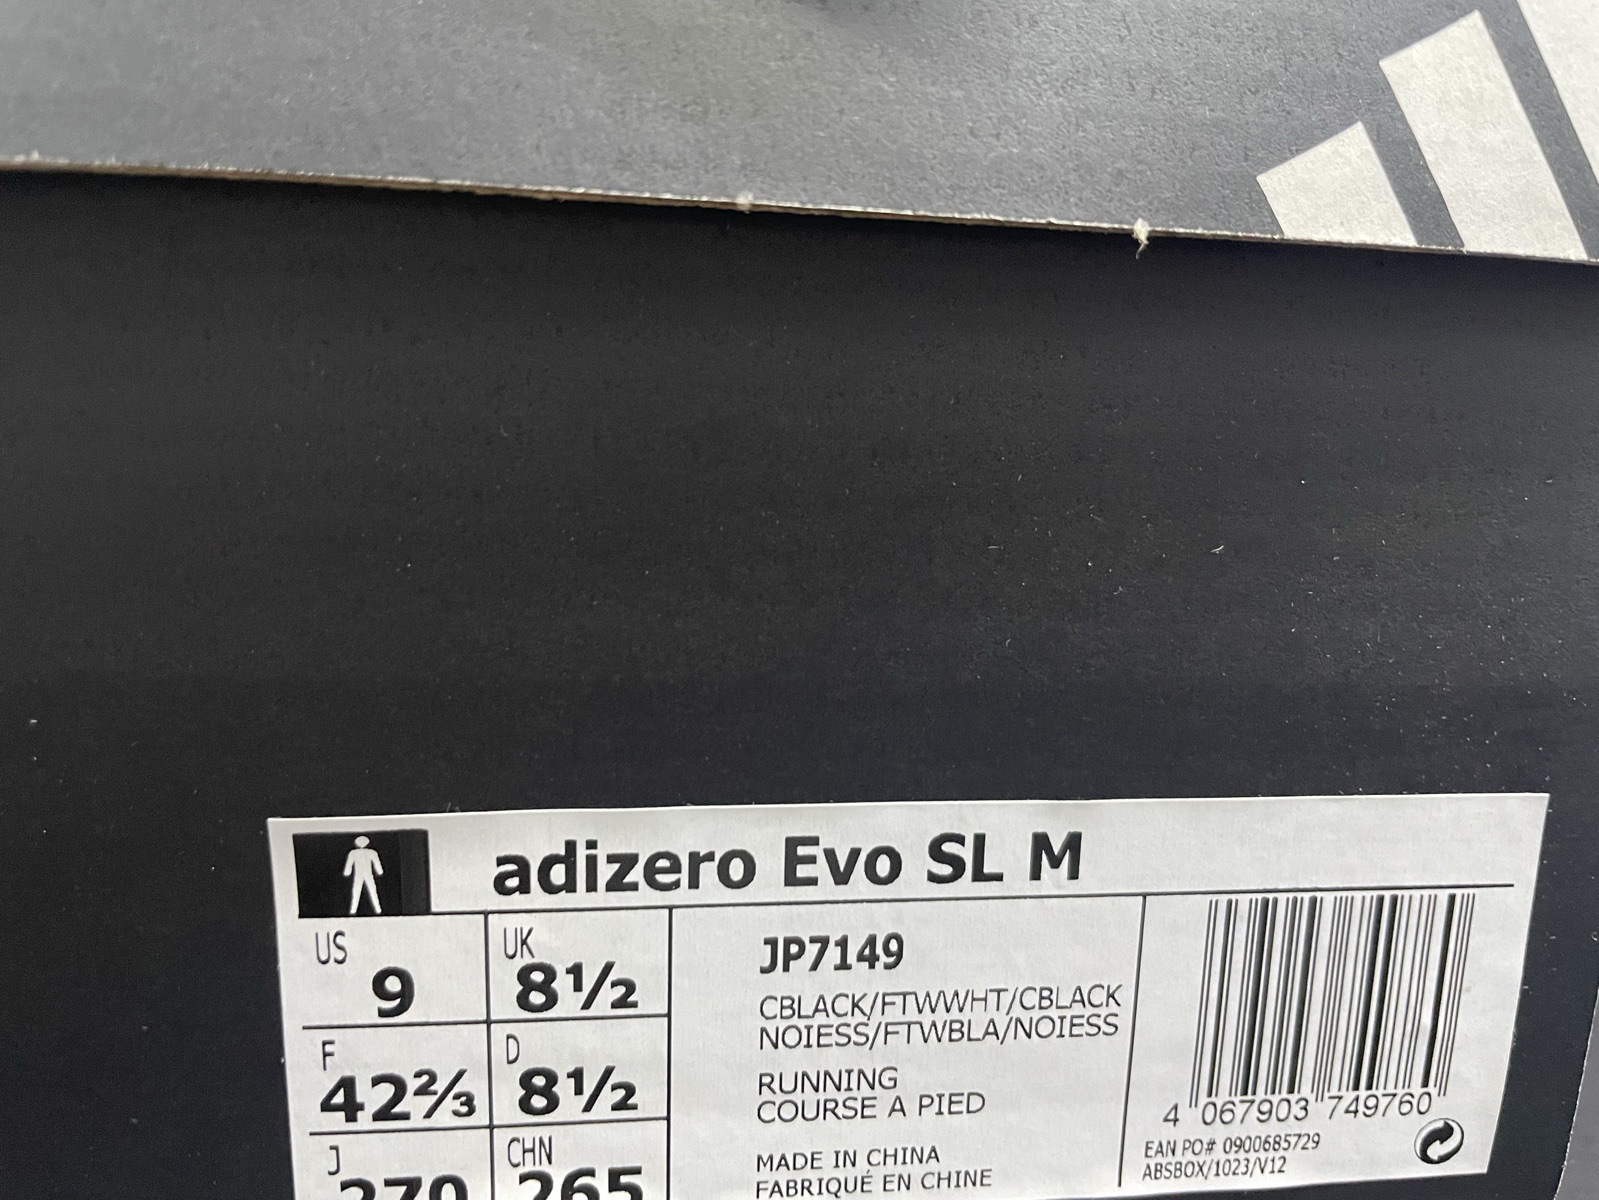 adizero Evo SL M
US
9
UK
8½
F
42⅔
D
8½
J
270
CHN
265
JP7149
CBLACK/FTWWHT/CBLACK
NOIESS/FTWBLA/NOIESS
RUNNING
COURSE A PIED
MADE IN CHINA
FABRIQUÉ EN CHINE
4 067903 749760
EAN PO# 0900685729
ABSBOX/1023/V12